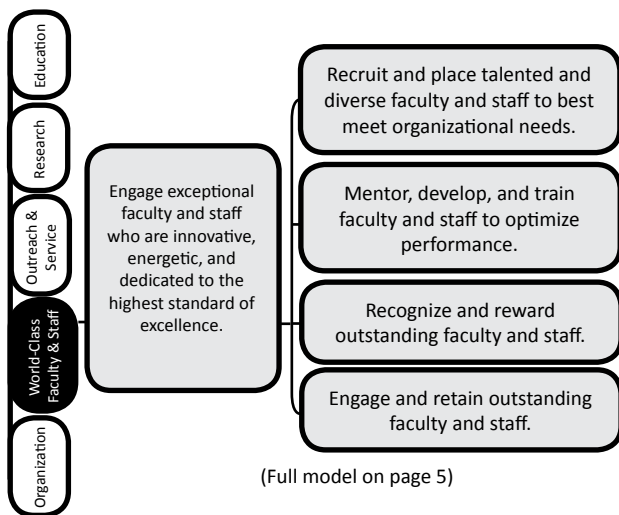 Education
Research
Outreach &
Service
World-Class
Faculty & Staff
Organization
Engage exceptional
faculty and staff
who are innovative,
energetic, and
dedicated to the
highest standard of
excellence.
Recruit and place talented and
diverse faculty and staff to best
meet organizational needs.
Mentor, develop, and train
faculty and staff to optimize
performance.
Recognize and reward
outstanding faculty and staff.
Engage and retain outstanding
faculty and staff.
(Full model on page 5)